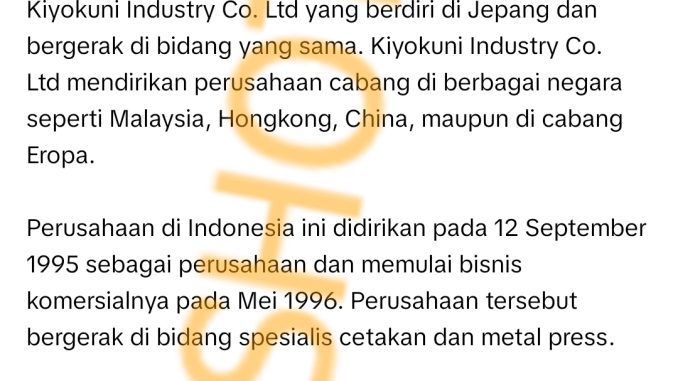 Kiyokuni Industry Co. Ltd yang berdiri di Jepang dan
bergerak di bidang yang sama. Kiyokuni Industry Co.
Ltd mendirikan perusahaan cabang di berbagai negara
seperti Malaysia, Hongkong, China, maupun di cabang
Eropa.
Perusahaan di Indonesia ini didirikan pada 12 September
1995 sebagai perusahaan dan memulai bisnis
komersialnya pada Mei 1996. Perusahaan tersebut
bergerak di bidang spesialis cetakan dan metal press.
SHO